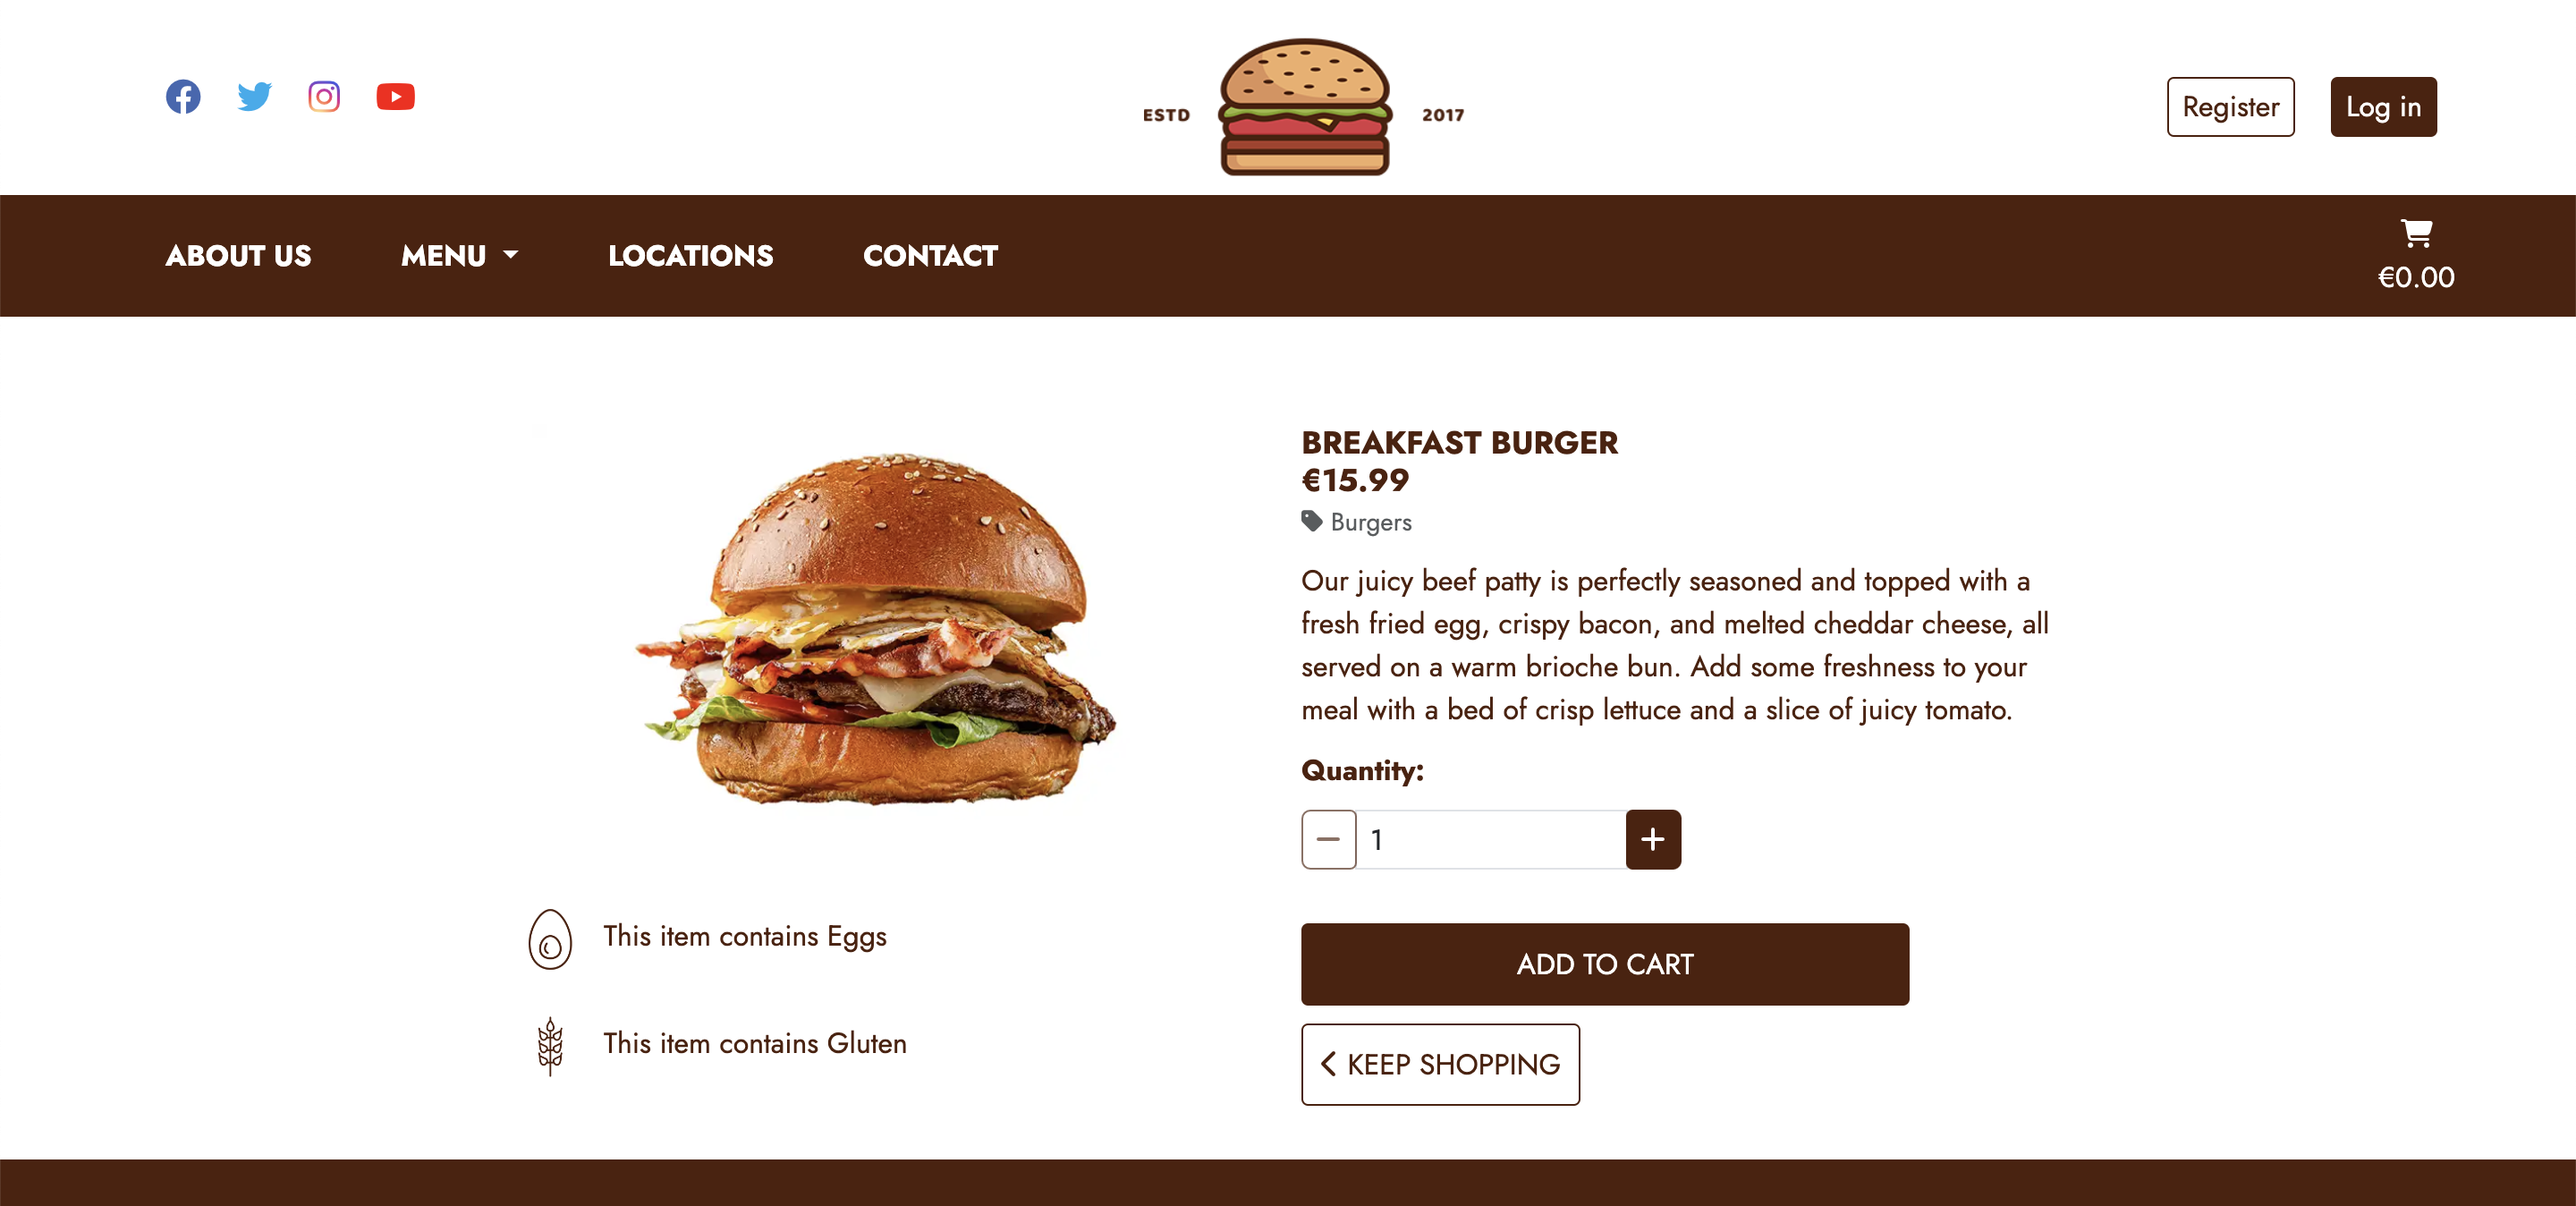 ESTD
2017
Register
Log in
ABOUT US
MENU
LOCATIONS
CONTACT
€0.00
BREAKFAST BURGER
€15.99
Burgers
Our juicy beef patty is perfectly seasoned and topped with a
fresh fried egg, crispy bacon, and melted cheddar cheese, all
served on a warm brioche bun. Add some freshness to your
meal with a bed of crisp lettuce and a slice of juicy tomato.
Quantity:
1
ADD TO CART
KEEP SHOPPING
This item contains Eggs
This item contains Gluten